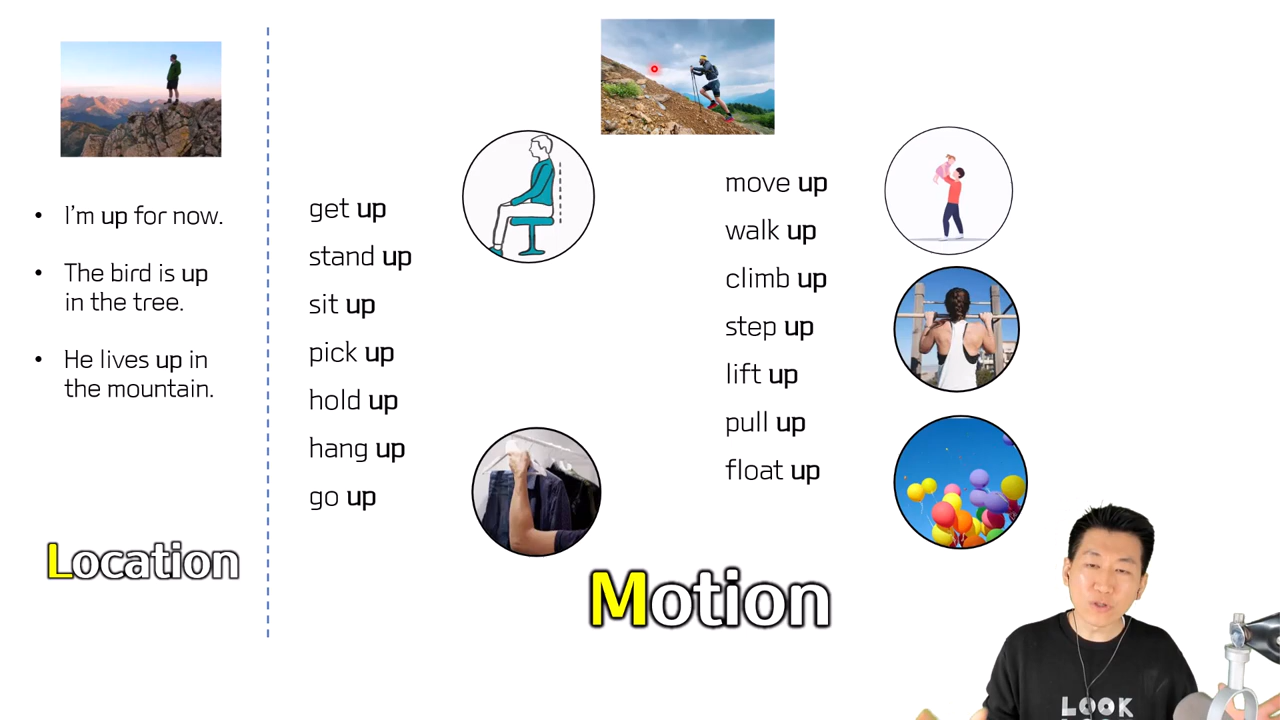 • I'm up for now.
• The bird is up
in the tree.
• He lives up in
the mountain.
Location
get up
stand up
sit up
pick up
hold up
hang up
go up
move up
walk up
climb up
step up
lift up
pull up
float up
Motion
LOOK